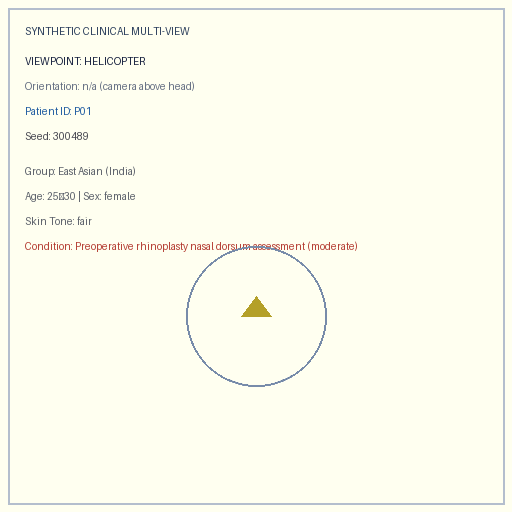 SYNTHETIC CLINICAL MULTI-VIEW
VIEWPOINT: HELICOPTER
Orientation: n/a (camera above head)
Patient ID: P01
Seed: 300489
Group: East Asian (India)
Age: 25□30 | Sex: female
Skin Tone: fair
Condition: Preoperative rhinoplasty nasal dorsum assessment (moderate)